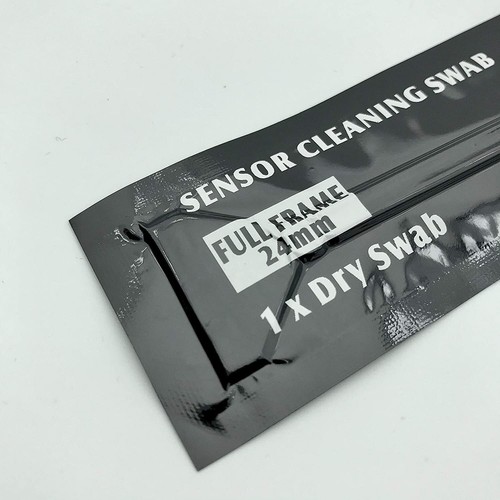 SENSOR CLEANING SWAB
FULL FRAME
24mm
1 x Dry Swab